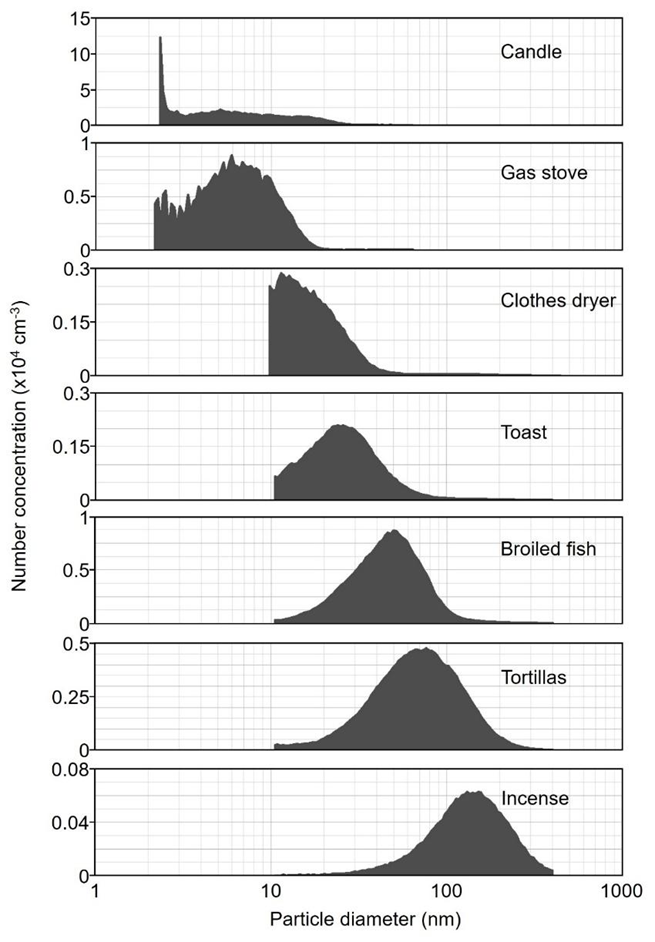 15
10
5
0
Candle
1
0.5
0
Gas stove
0.3
0.15
0
Clothes dryer
0.3
0.15
0
Toast
1
0.5
0
Broiled fish
0.5
0.25
0
Tortillas
0.08
0.04
0
Incense
1
10
100
1000
Particle diameter (nm)
Number concentration (x10⁴ cm⁻³)